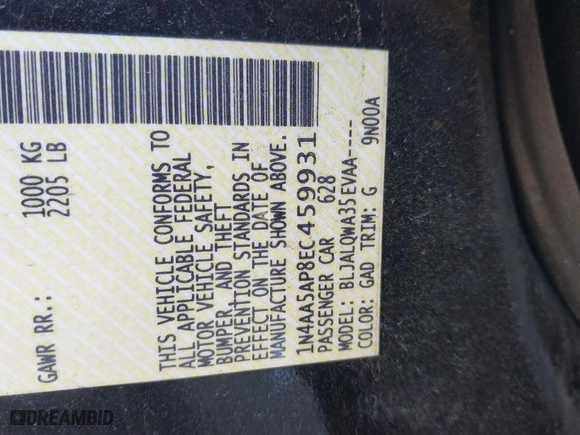 GAWR RR.: 1000 KG
2205 LB
THIS VEHICLE CONFORMS TO
ALL APPLICABLE FEDERAL
MOTOR VEHICLE SAFETY,
BUMPER, AND THEFT
PREVENTION STANDARDS IN
EFFECT ON THE DATE OF
MANUFACTURE SHOWN ABOVE.
1N4AA5AP8EC459931
PASSENGER CAR 628
MODEL: BLJALQWA35EVAA----
COLOR: GAD TRIM: G 9N00A
DREAMBID